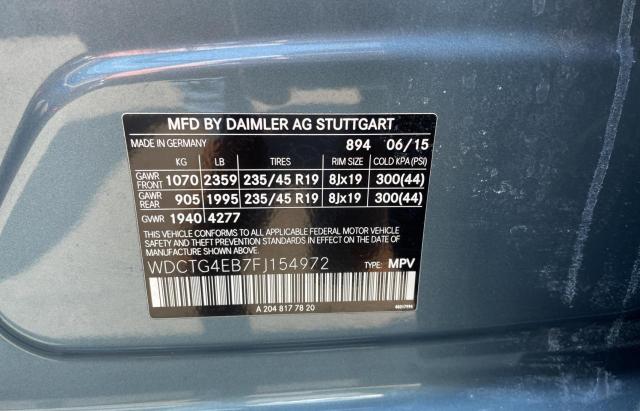 MFD BY DAIMLER AG STUTTGART
MADE IN GERMANY 894 06/15
KG LB TIRES RIM SIZE COLD KPA (PSI)
GAWR FRONT 1070 2359 235/45 R19 8Jx19 300(44)
GAWR REAR 905 1995 235/45 R19 8Jx19 300(44)
GVWR 1940 4277
THIS VEHICLE CONFORMS TO ALL APPLICABLE FEDERAL MOTOR VEHICLE
SAFETY BUMPER, AND THEFT PREVENTION STANDARDS IN EFFECT ON THE DATE
OF MANUFACTURE SHOWN ABOVE.
WDCTG4EB7FJ154972 TYPE: MPV
A 204 817 78 20